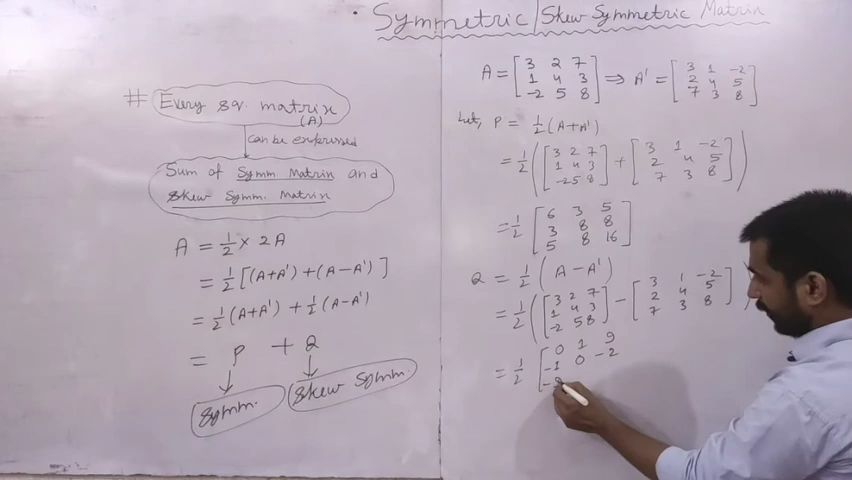 Symmetric / Skew Symmetric Matrix
# Every sq. matrix
(A)
can be expressed
Sum of Symm Matrix and
Skew Symm. Matrix
A = 1/2 × 2A
= 1/2 [(A+A') + (A-A')]
= 1/2 (A+A') + 1/2 (A-A')
= P + Q
Symm.
Skew Symm.
A = [3 2 7
1 4 3
-2 5 8] ⇒ A' = [3 1 -2
2 4 5
7 3 8]
Let, P = 1/2 (A+A')
= 1/2 ([3 2 7
1 4 3
-2 5 8] + [3 1 -2
2 4 5
7 3 8])
= 1/2 [6 3 5
3 8 8
5 8 16]
Q = 1/2 (A-A')
= 1/2 ([3 2 7
1 4 3
-2 5 8] - [3 1 -2
2 4 5
7 3 8])
= 1/2 [0 1 9
-1 0 -2
-9